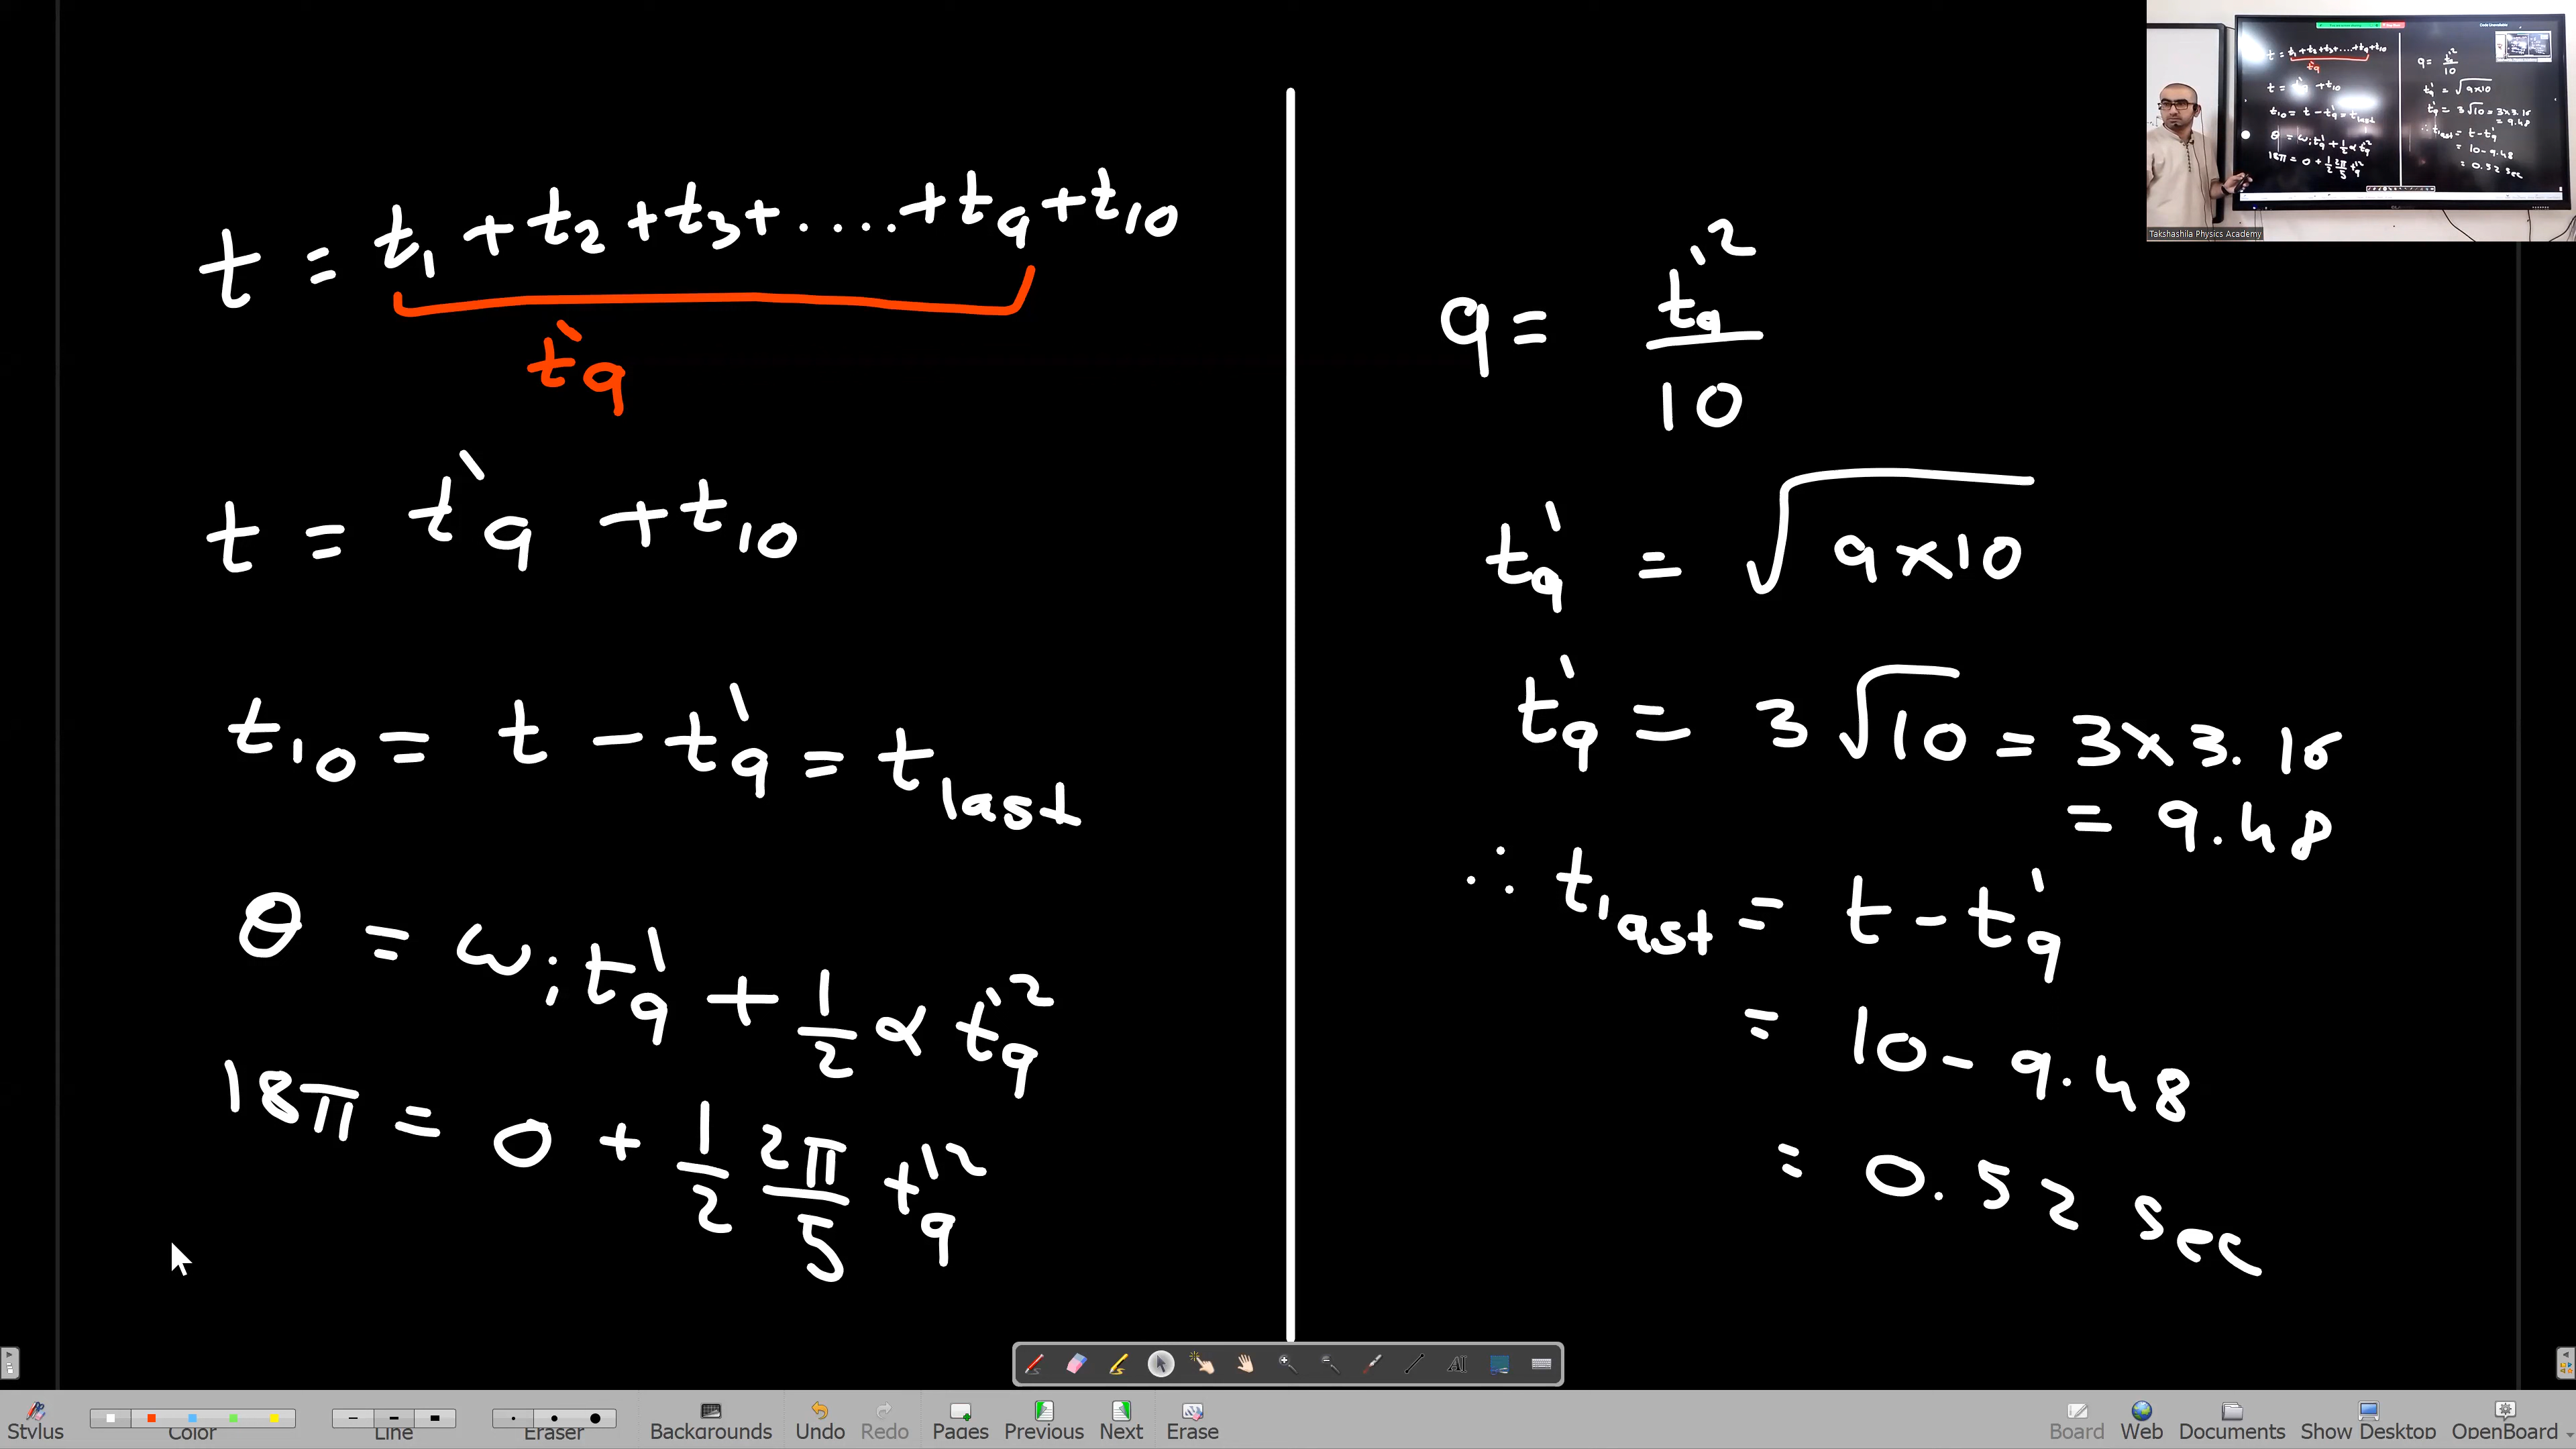 t = t₁ + t₂ + t₃ + .... + t₉ + t₁₀
t'₉
t = t'₉ + t₁₀
t₁₀ = t - t'₉ = t last
θ = ωᵢ t'₉ + 1/2 α t'₉²
18π = 0 + 1/2 2π/5 t'₉²
9 = t'₉²/10
t'₉ = √(9×10)
t'₉ = 3√10 = 3×3.16
= 9.48
∴ t last = t - t'₉
= 10 - 9.48
= 0.52 sec
Takshashila Physics Academy
Stylus Color Line Eraser Backgrounds Undo Redo Pages Previous Next Erase Board Web Documents Show Desktop OpenBoard